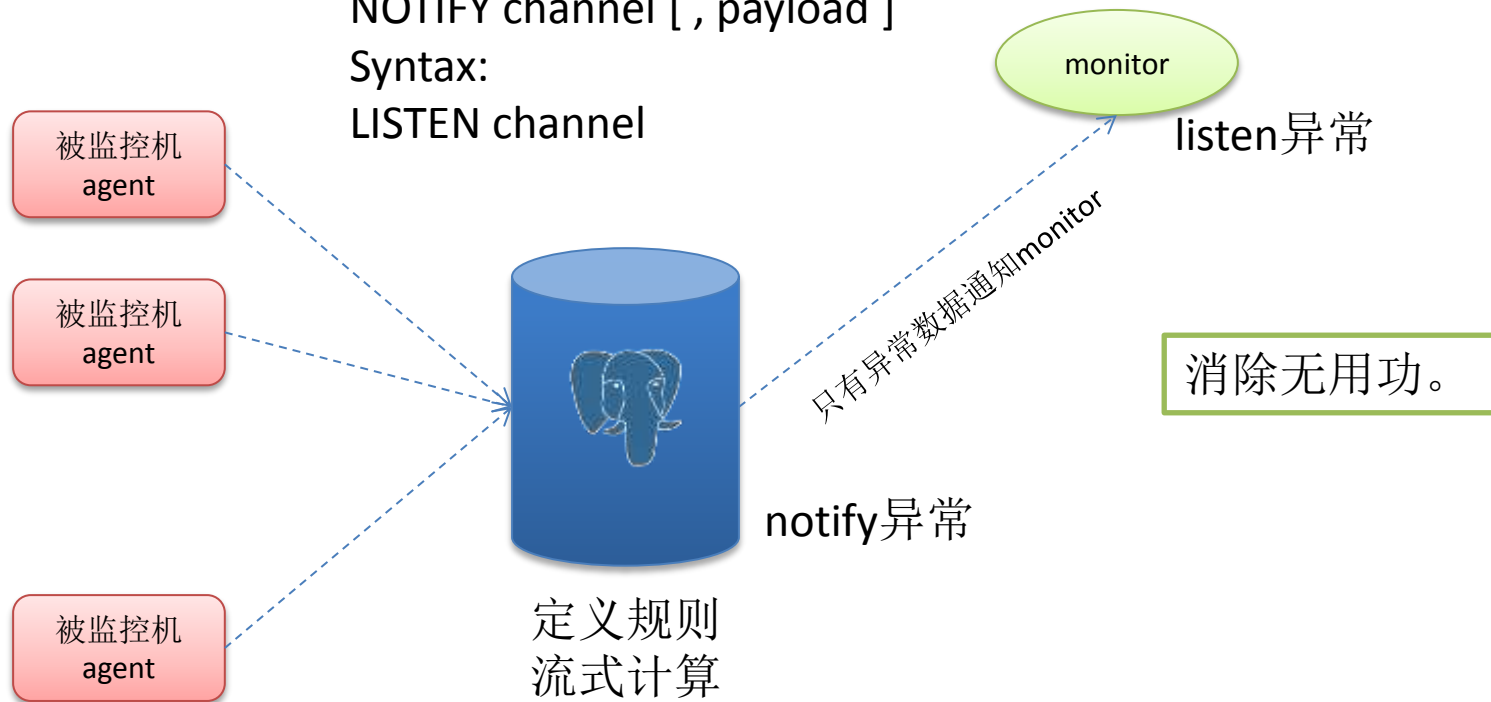 NOTIFY channel [ , payload ]
Syntax:
LISTEN channel
monitor
listen异常
被监控机
agent
被监控机
agent
只有异常数据通知monitor
消除无用功。
notify异常
定义规则
流式计算
被监控机
agent